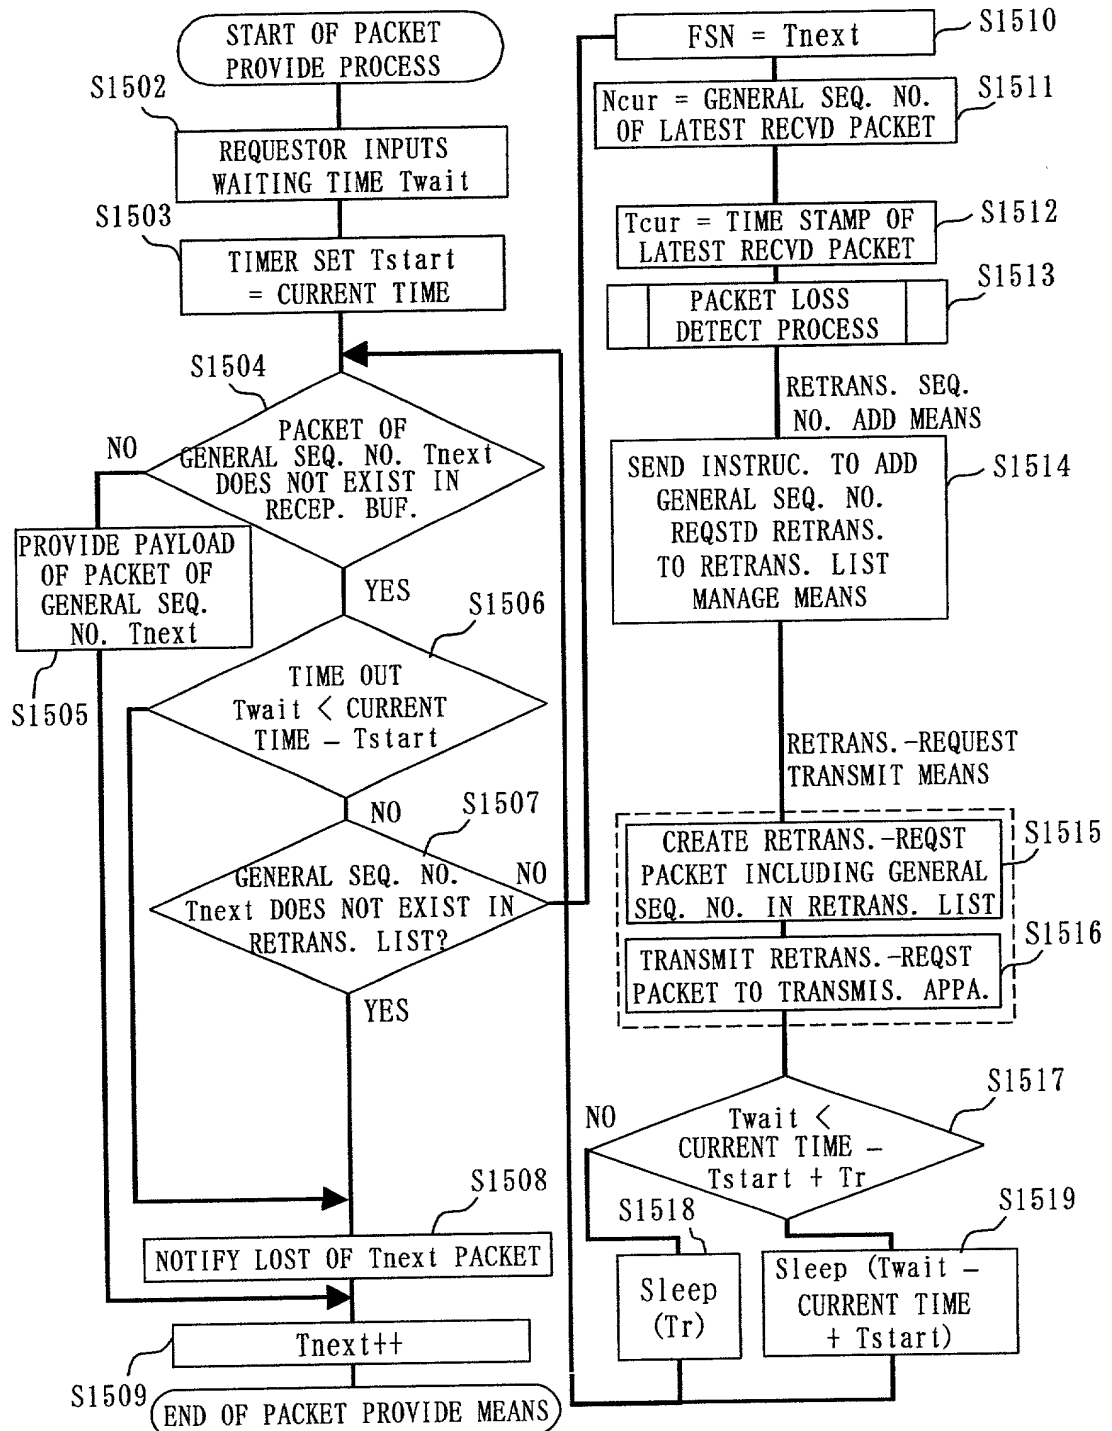 START OF PACKET
PROVIDE PROCESS
S1502
REQUESTOR INPUTS
WAITING TIME Twait
S1503
TIMER SET Tstart
= CURRENT TIME
S1504
PACKET OF
GENERAL SEQ. NO. Tnext
DOES NOT EXIST IN
RECEP. BUF.
NO
YES
PROVIDE PAYLOAD
OF PACKET OF
GENERAL SEQ.
NO. Tnext
S1505
S1506
TIME OUT
Twait < CURRENT
TIME – Tstart
NO
S1507
GENERAL SEQ. NO.
Tnext DOES NOT EXIST IN
RETRANS. LIST?
NO
YES
S1508
NOTIFY LOST OF Tnext PACKET
Tnext++
S1509
END OF PACKET PROVIDE MEANS
FSN = Tnext
S1510
Ncur = GENERAL SEQ. NO.
OF LATEST RECVD PACKET
S1511
Tcur = TIME STAMP OF
LATEST RECVD PACKET
S1512
PACKET LOSS
DETECT PROCESS
S1513
RETRANS. SEQ.
NO. ADD MEANS
SEND INSTRUC. TO ADD
GENERAL SEQ. NO.
REQSTD RETRANS.
TO RETRANS. LIST
MANAGE MEANS
S1514
RETRANS.-REQUEST
TRANSMIT MEANS
CREATE RETRANS.-REQST
PACKET INCLUDING GENERAL
SEQ. NO. IN RETRANS. LIST
S1515
TRANSMIT RETRANS.-REQST
PACKET TO TRANSMIS. APPA.
S1516
S1517
NO
Twait <
CURRENT TIME –
Tstart + Tr
S1518
Sleep
(Tr)
S1519
Sleep (Twait –
CURRENT TIME
+ Tstart)